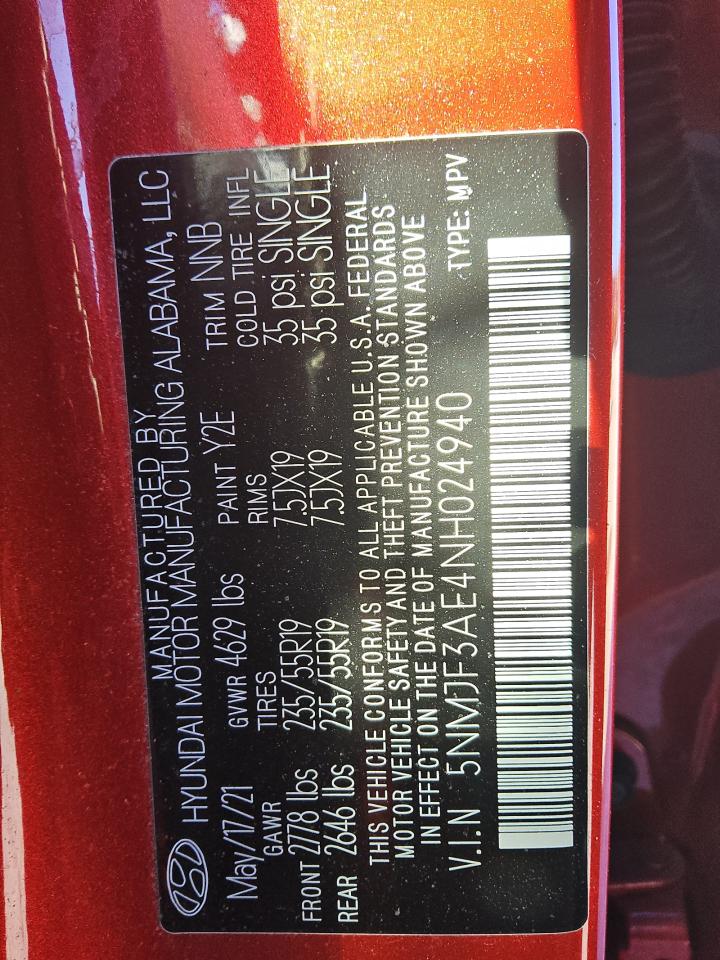 MANUFACTURED BY
HYUNDAI MOTOR MANUFACTURING ALABAMA, LLC
May/17/21 GVWR 4629 lbs PAINT Y2E TRIM NNB
GAWR TIRES RIMS COLD TIRE INFL
FRONT 2778 lbs 235/55R19 7.5JX19 35 psi SINGLE
REAR 2646 lbs 235/55R19 7.5JX19 35 psi SINGLE
THIS VEHICLE CONFORMS TO ALL APPLICABLE U.S.A. FEDERAL
MOTOR VEHICLE SAFETY AND THEFT PREVENTION STANDARDS
IN EFFECT ON THE DATE OF MANUFACTURE SHOWN ABOVE
V.I.N 5NMJF3AE4NH024940 TYPE: MPV